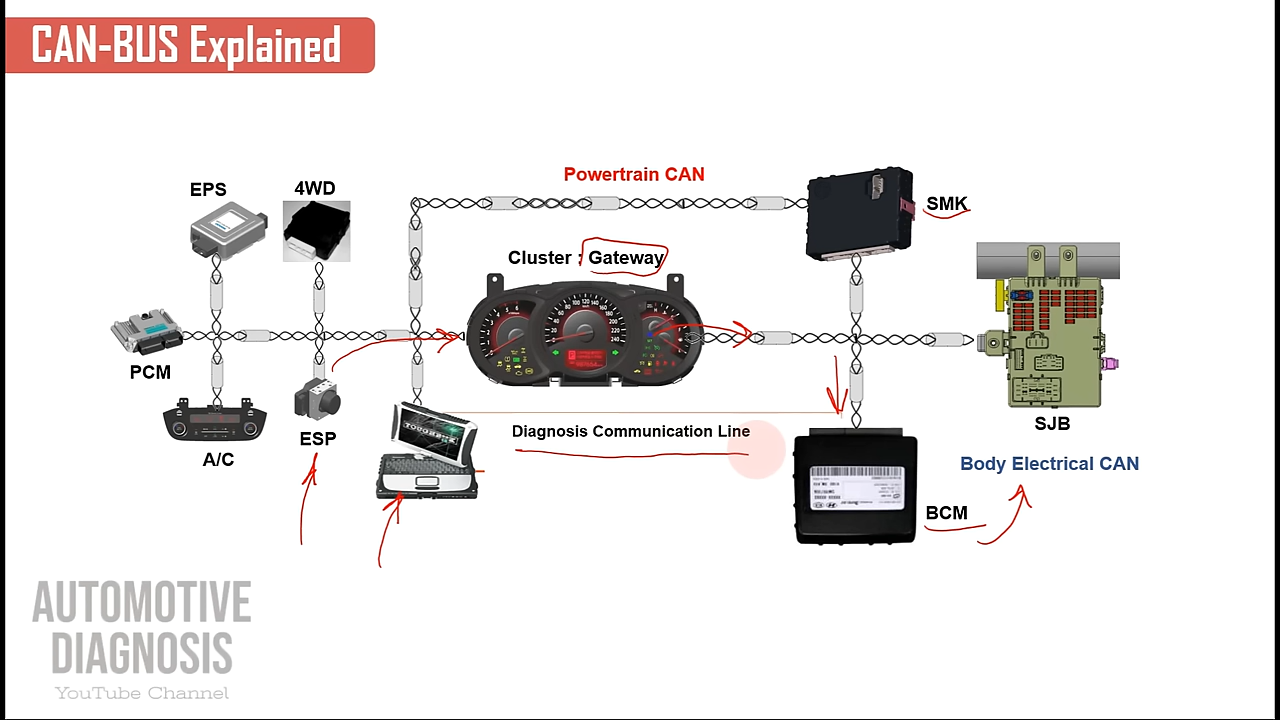 CAN-BUS Explained
Powertrain CAN
EPS
4WD
SMK
Cluster : Gateway
PCM
A/C
ESP
Diagnosis Communication Line
SJB
Body Electrical CAN
BCM
AUTOMOTIVE
DIAGNOSIS
YouTube Channel